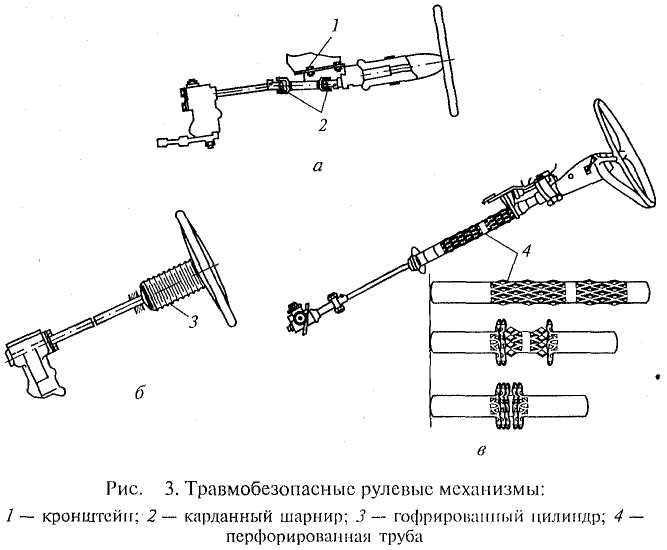 1
2
а
3
4
б
в
Рис. 3. Травмобезопасные рулевые механизмы:
1 — кронштейн; 2 — карданный шарнир; 3 — гофрированный цилиндр; 4 —
перфорированная труба